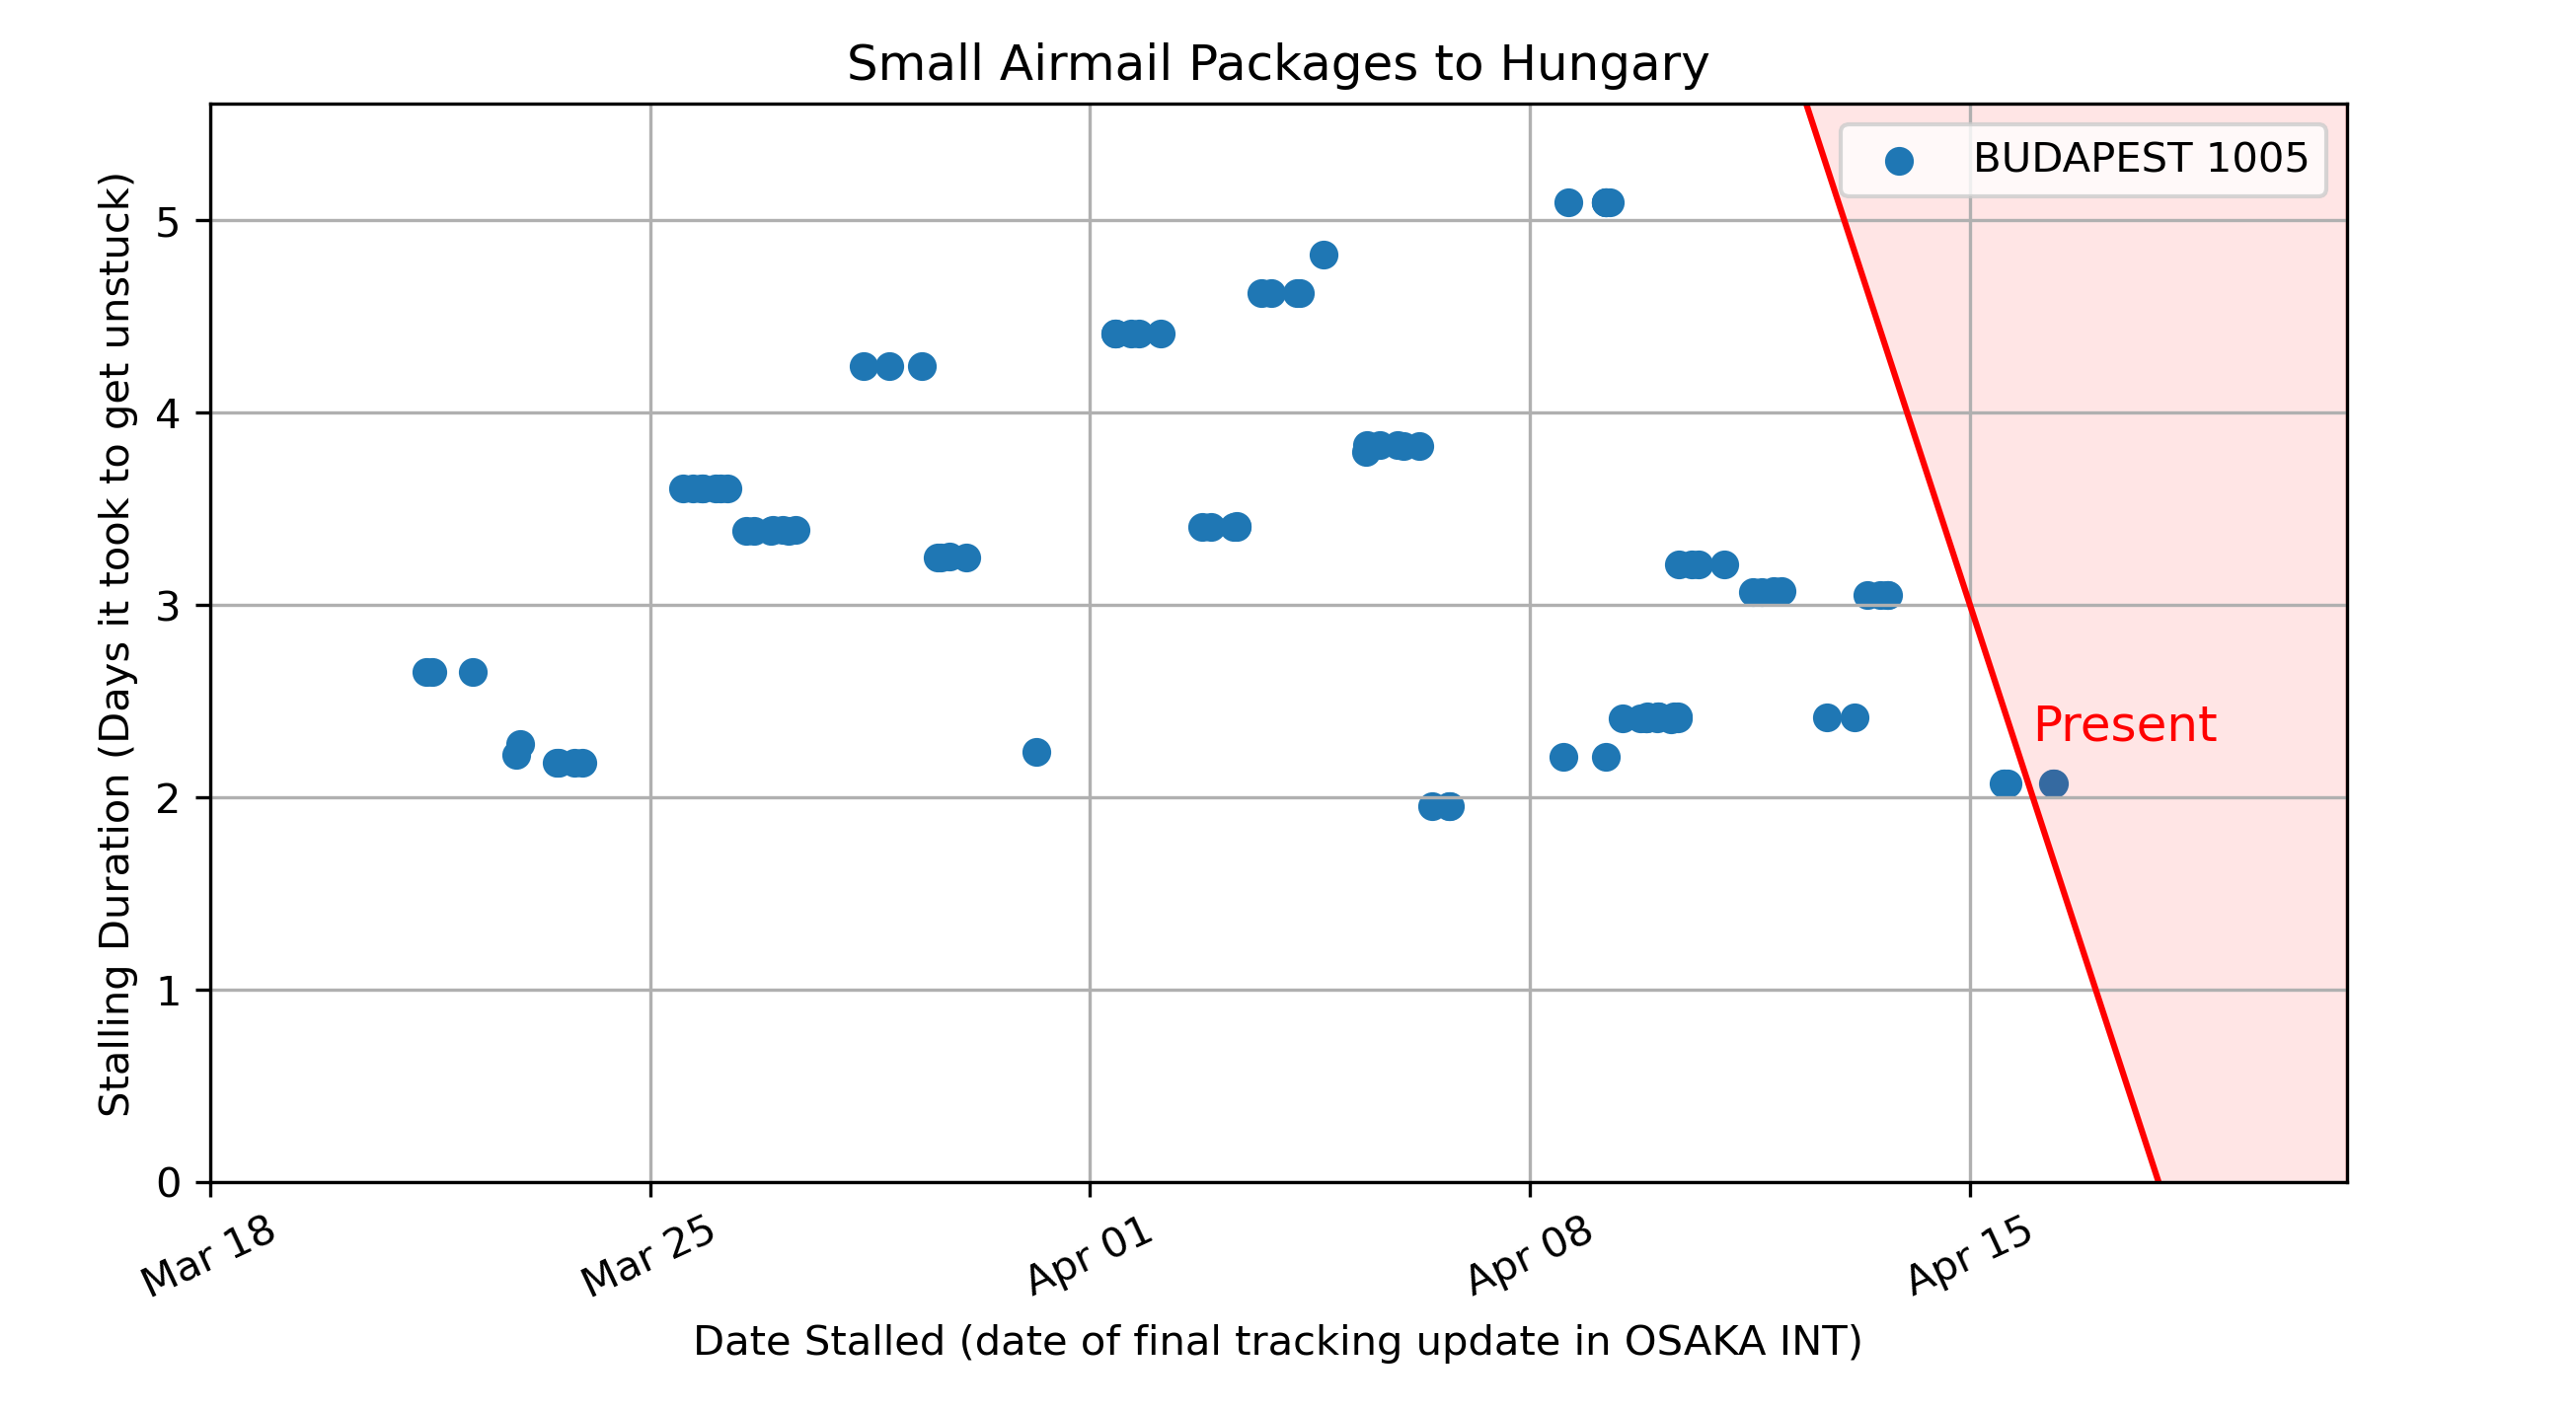 Small Airmail Packages to Hungary
BUDAPEST 1005
Stalling Duration (Days it took to get unstuck)
5
4
3
2
1
0
Present
Mar 18
Mar 25
Apr 01
Apr 08
Apr 15
Date Stalled (date of final tracking update in OSAKA INT)